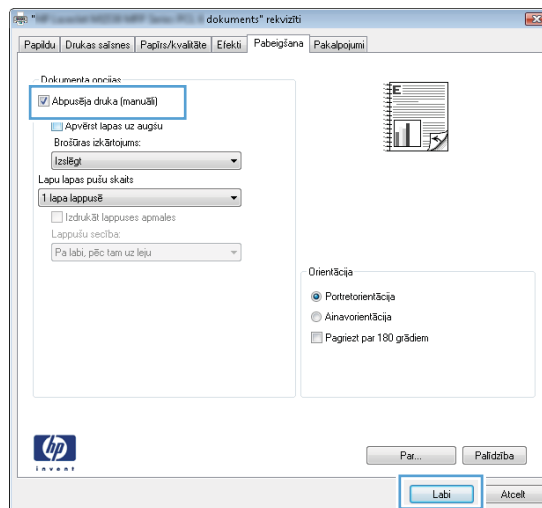 dokuments" rekvizīti
Papildu Drukas saīsnes Papīrs/kvalitāte Efekti Pabeigšana Pakalpojumi
Dokumenta opcijas
Abpusēja druka (manuāli)
Apvērst lapas uz augšu
Brošūras izkārtojums:
Izslēgt
Lapu lapas pušu skaits
1 lapa lappusē
Izdrukāt lappuses apmales
Lappušu secība:
Pa labi, pēc tam uz leju
E
Orientācija
Portretorientācija
Ainavorientācija
Pagriezt par 180 grādiem
hp
invent
Par... Palīdzība
Labi Atcelt